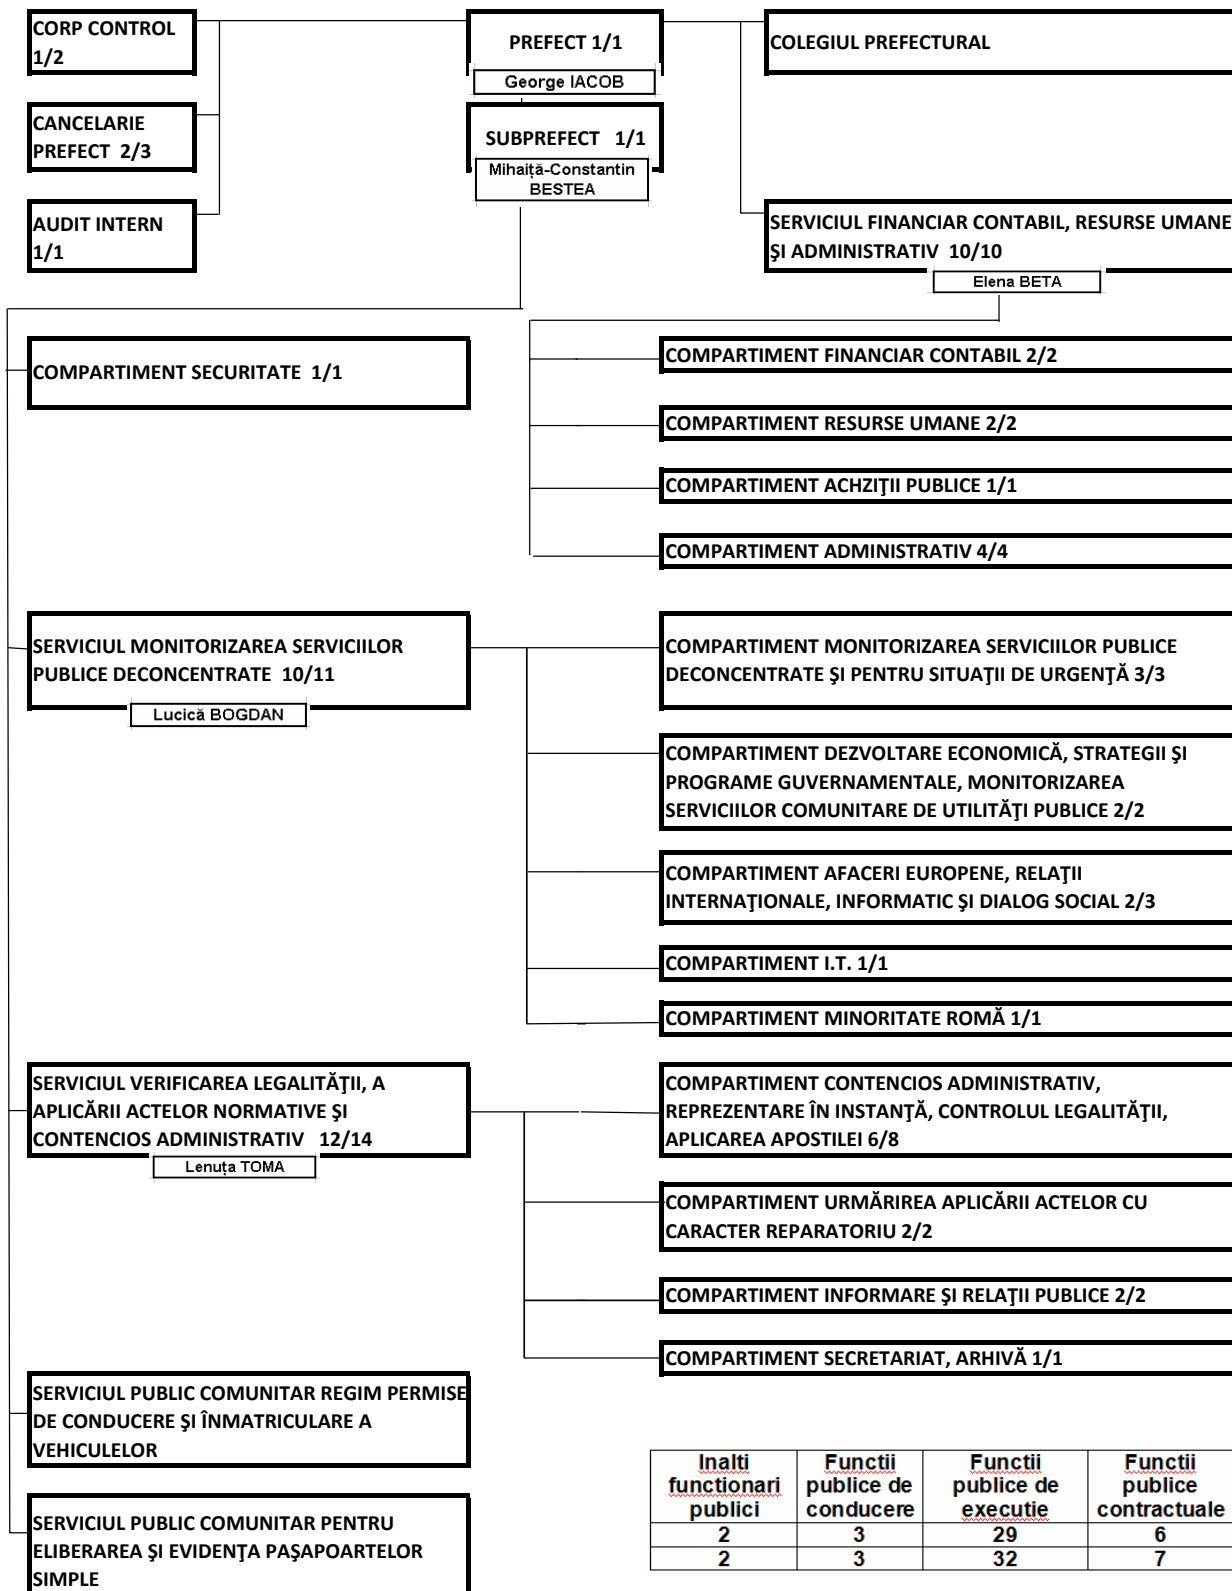 CORP CONTROL
1/2
PREFECT 1/1
George IACOB
COLEGIUL PREFECTURAL
CANCELARIE
PREFECT 2/3
SUBPREFECT 1/1
Mihaiță-Constantin
BESTEA
AUDIT INTERN
1/1
SERVICIUL FINANCIAR CONTABIL, RESURSE UMANE
ŞI ADMINISTRATIV 10/10
Elena BETA
COMPARTIMENT SECURITATE 1/1
COMPARTIMENT FINANCIAR CONTABIL 2/2
COMPARTIMENT RESURSE UMANE 2/2
COMPARTIMENT ACHZIŢII PUBLICE 1/1
COMPARTIMENT ADMINISTRATIV 4/4
SERVICIUL MONITORIZAREA SERVICIILOR
PUBLICE DECONCENTRATE 10/11
Lucică BOGDAN
COMPARTIMENT MONITORIZAREA SERVICIILOR PUBLICE
DECONCENTRATE ŞI PENTRU SITUAŢII DE URGENŢĂ 3/3
COMPARTIMENT DEZVOLTARE ECONOMICĂ, STRATEGII ŞI
PROGRAME GUVERNAMENTALE, MONITORIZAREA
SERVICIILOR COMUNITARE DE UTILITĂŢI PUBLICE 2/2
COMPARTIMENT AFACERI EUROPENE, RELAŢII
INTERNAŢIONALE, INFORMATIC ŞI DIALOG SOCIAL 2/3
COMPARTIMENT I.T. 1/1
COMPARTIMENT MINORITATE ROMĂ 1/1
SERVICIUL VERIFICAREA LEGALITĂŢII, A
APLICĂRII ACTELOR NORMATIVE ŞI
CONTENCIOS ADMINISTRATIV 12/14
Lenuța TOMA
COMPARTIMENT CONTENCIOS ADMINISTRATIV,
REPREZENTARE ÎN INSTANŢĂ, CONTROLUL LEGALITĂŢII,
APLICAREA APOSTILEI 6/8
COMPARTIMENT URMĂRIREA APLICĂRII ACTELOR CU
CARACTER REPARATORIU 2/2
COMPARTIMENT INFORMARE ŞI RELAŢII PUBLICE 2/2
COMPARTIMENT SECRETARIAT, ARHIVĂ 1/1
SERVICIUL PUBLIC COMUNITAR REGIM PERMISE
DE CONDUCERE ŞI ÎNMATRICULARE A
VEHICULELOR
SERVICIUL PUBLIC COMUNITAR PENTRU
ELIBERAREA ŞI EVIDENŢA PAŞAPOARTELOR
SIMPLE
Inalti functionari publici Functii publice de conducere Functii publice de executie Functii publice contractuale
2 3 29 6
2 3 32 7